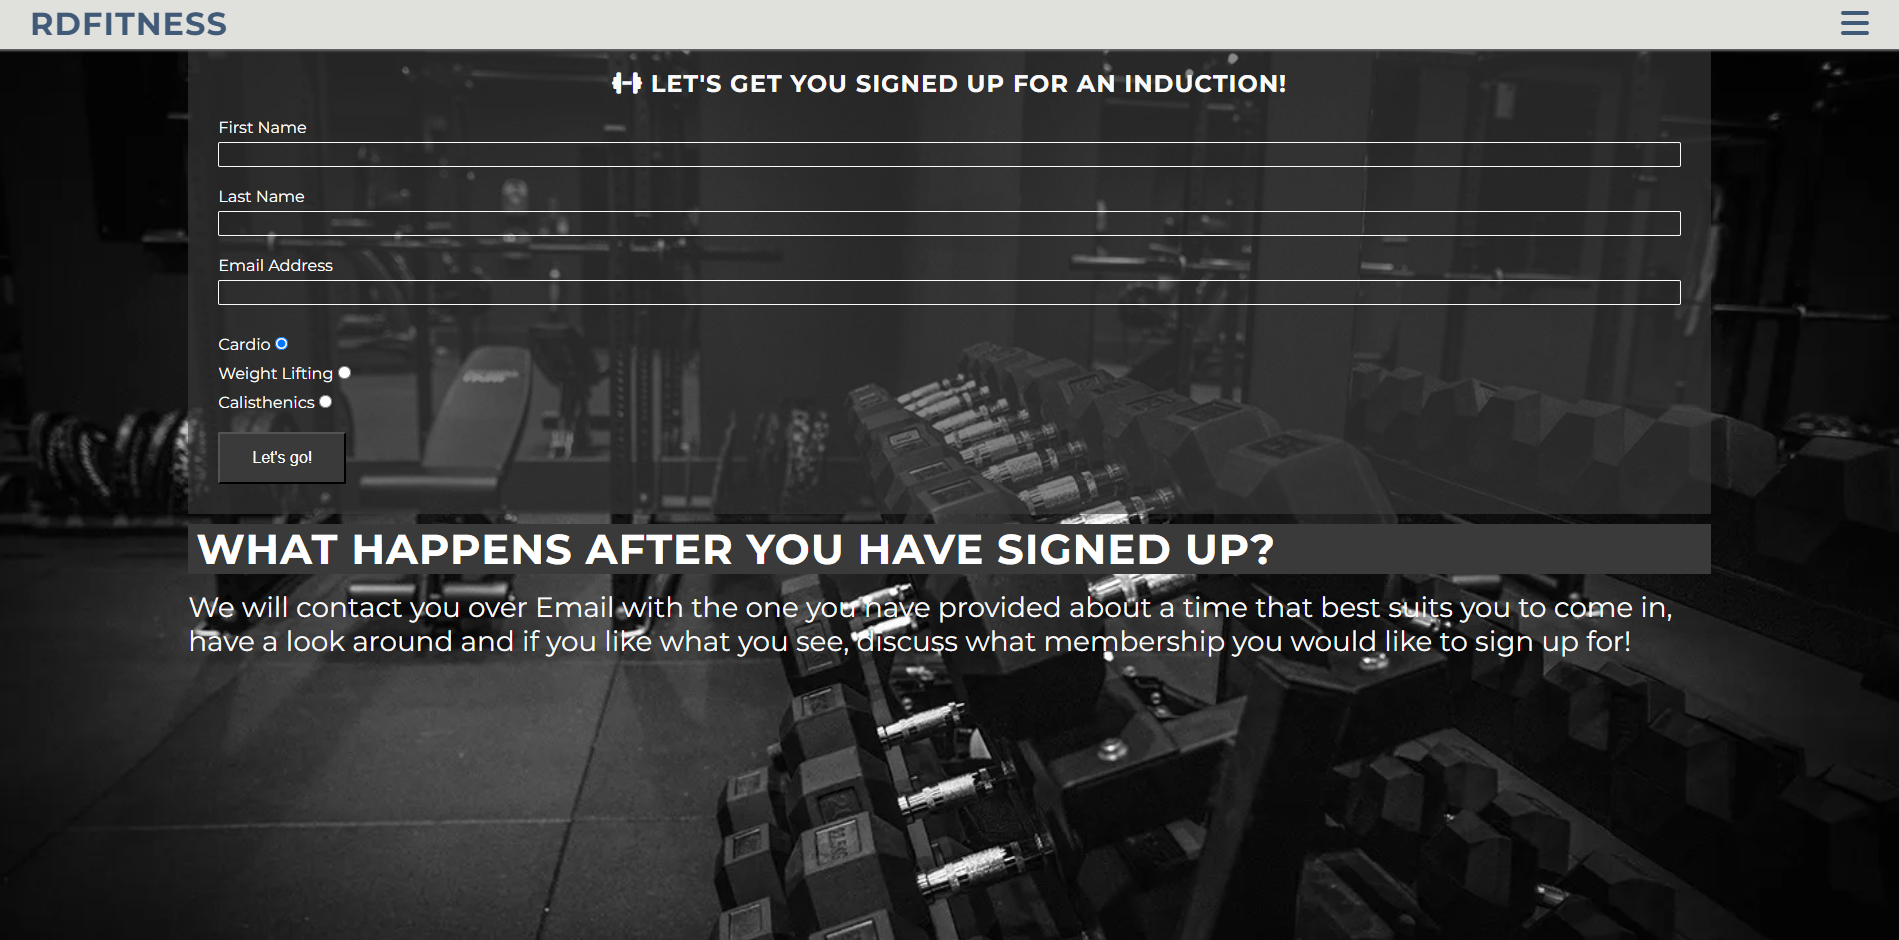 RDFITNESS
LET'S GET YOU SIGNED UP FOR AN INDUCTION!
First Name
Last Name
Email Address
Cardio
Weight Lifting
Calisthenics
Let's go!
WHAT HAPPENS AFTER YOU HAVE SIGNED UP?
We will contact you over Email with the one you have provided about a time that best suits you to come in,
have a look around and if you like what you see, discuss what membership you would like to sign up for!